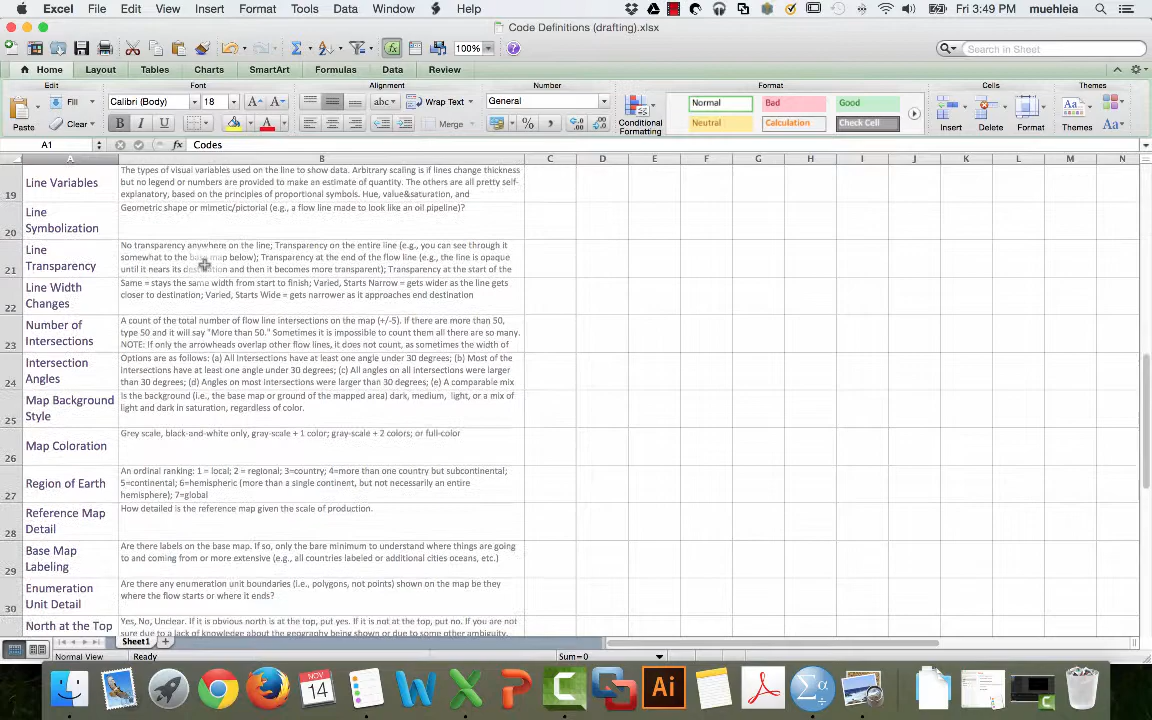 Excel File Edit View Insert Format Tools Data Window Help Fri 3:49 PM muehleia
Code Definitions (drafting).xlsx
100% Search in Sheet
Home Layout Tables Charts SmartArt Formulas Data Review
Edit Font Alignment Number Format Cells Themes
Fill Calibri (Body) 18 A A abc Wrap Text General Normal Bad Good
Paste Clear B I U A Merge % , Conditional Formatting Neutral Calculation Check Cell Insert Delete Format Themes Aa
A1 fx Codes
A B C D E F G H I J K L M N
19 Line Variables
The types of visual variables used on the line to show data. Arbitrary scaling is if lines change thickness
but no legend or numbers are provided to make an estimate of quantity. The others are all pretty self-
explanatory, based on the principles of proportional symbols. Hue, value&saturation, and
20 Line
Symbolization
Geometric shape or mimetic/pictorial (e.g., a flow line made to look like an oil pipeline)?
21 Line
Transparency
No transparency anywhere on the line; Transparency on the entire line (e.g., you can see through it
somewhat to the base map below); Transparency at the end of the flow line (e.g., the line is opaque
until it nears its destination and then it becomes more transparent); Transparency at the start of the
22 Line Width
Changes
Same = stays the same width from start to finish; Varied, Starts Narrow = gets wider as the line gets
closer to destination; Varied, Starts Wide = gets narrower as it approaches end destination
23 Number of
Intersections
A count of the total number of flow line intersections on the map (+/-5). If there are more than 50,
type 50 and it will say "More than 50." Sometimes it is impossible to count them all there are so many.
NOTE: If only the arrowheads overlap other flow lines, it does not count, as sometimes the width of
24 Intersection
Angles
Options are as follows: (a) All Intersections have at least one angle under 30 degrees; (b) Most of the
intersections have at least one angle under 30 degrees; (c) All angles on all intersections were larger
than 30 degrees; (d) Angles on most intersections were larger than 30 degrees; (e) A comparable mix
25 Map Background
Style
Is the background (i.e., the base map or ground of the mapped area) dark, medium, light, or a mix of
light and dark in saturation, regardless of color.
26 Map Coloration
Grey scale, black-and-white only, gray-scale + 1 color; gray-scale + 2 colors; or full-color
27 Region of Earth
An ordinal ranking: 1 = local; 2 = regional; 3=country; 4=more than one country but subcontinental;
5=continental; 6=hemispheric (more than a single continent, but not necessarily an entire
hemisphere); 7=global
28 Reference Map
Detail
How detailed is the reference map given the scale of production.
29 Base Map
Labeling
Are there labels on the base map. If so, only the bare minimum to understand where things are going
to and coming from or more extensive (e.g., all countries labeled or additional cities oceans, etc.)
30 Enumeration
Unit Detail
Are there any enumeration unit boundaries (i.e., polygons, not points) shown on the map be they
where the flow starts or where it ends?
North at the Top
Yes, No, Unclear. If it is obvious north is at the top, put yes. If it is not at the top, put no. If you are not
sure due to a lack of knowledge about the geography being shown or due to some other ambiguity.
Sheet1
Normal View Ready Sum=0
NOV 14 W X P C Ai Σα C